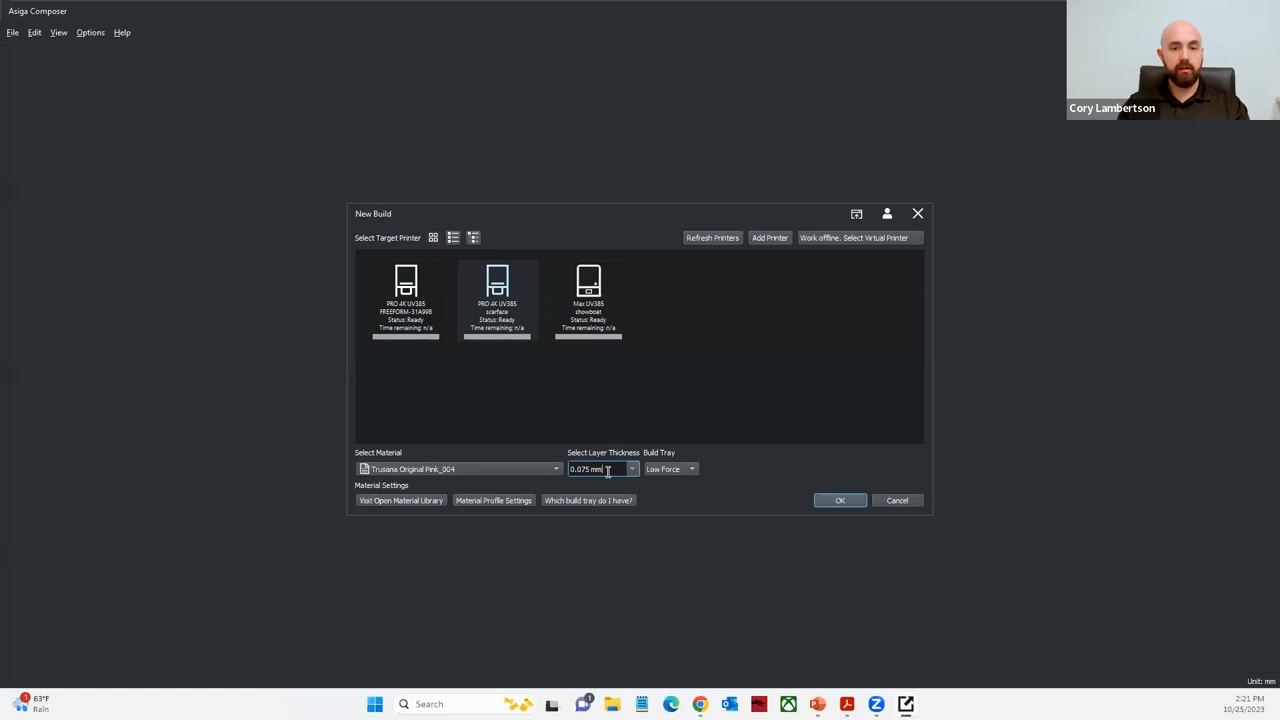 Asiga Composer
File Edit View Options Help
Cory Lambertson
New Build
Select Target Printer
Refresh Printers
Add Printer
Work offline. Select Virtual Printer
PRO 4K UV385
FREEFORM-31A99B
Status: Ready
Time remaining: n/a
PRO 4K UV385
scarface
Status: Ready
Time remaining: n/a
Max UV385
showboat
Status: Ready
Time remaining: n/a
Select Material
Select Layer Thickness
Build Tray
Trusana Original Pink_004
0.075 mm
Low Force
Material Settings
Visit Open Material Library
Material Profile Settings
Which build tray do I have?
OK
Cancel
Unit: mm
1
63°F
Rain
Search
1
2:21 PM
10/25/2023